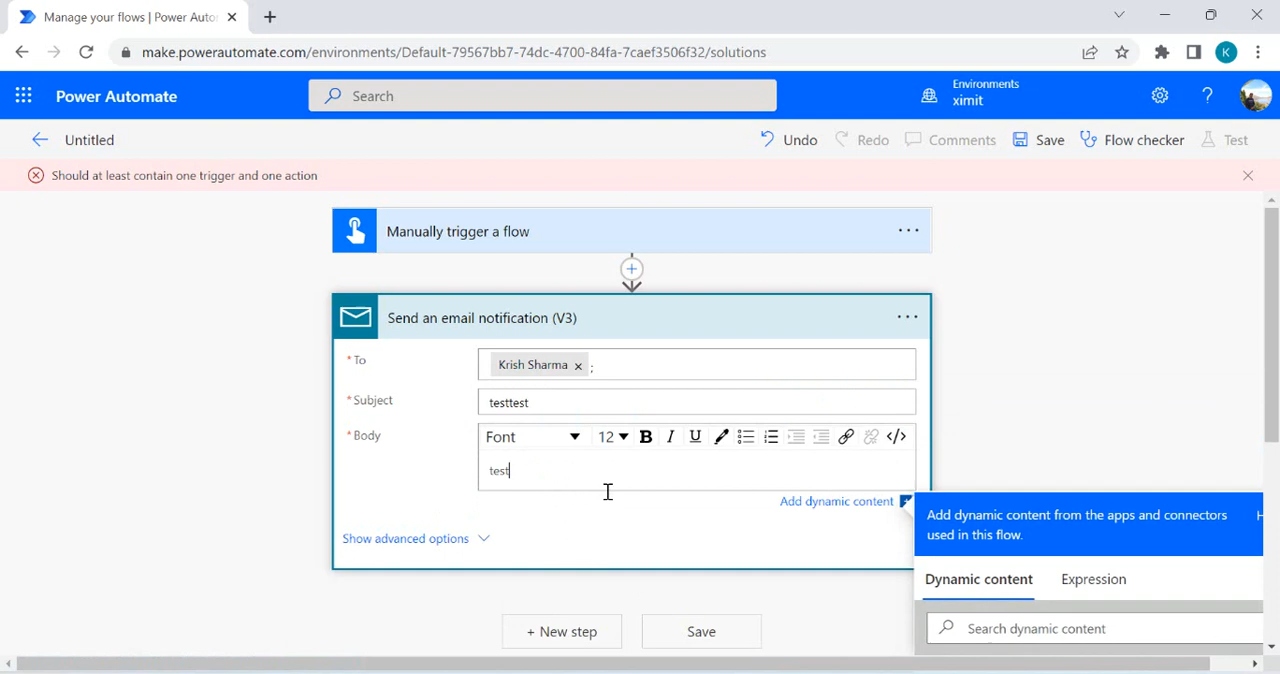 Manage your flows | Power Auto
make.powerautomate.com/environments/Default-79567bb7-74dc-4700-84fa-7caef3506f32/solutions
K
Power Automate
Search
Environments
ximit
?
Untitled
Undo
Redo
Comments
Save
Flow checker
Test
Should at least contain one trigger and one action
Manually trigger a flow
Send an email notification (V3)
* To
Krish Sharma × ;
* Subject
testtest
* Body
Font
12
B
I
U
</>
test
Add dynamic content
Show advanced options
Add dynamic content from the apps and connectors
used in this flow.
Dynamic content
Expression
Search dynamic content
+ New step
Save